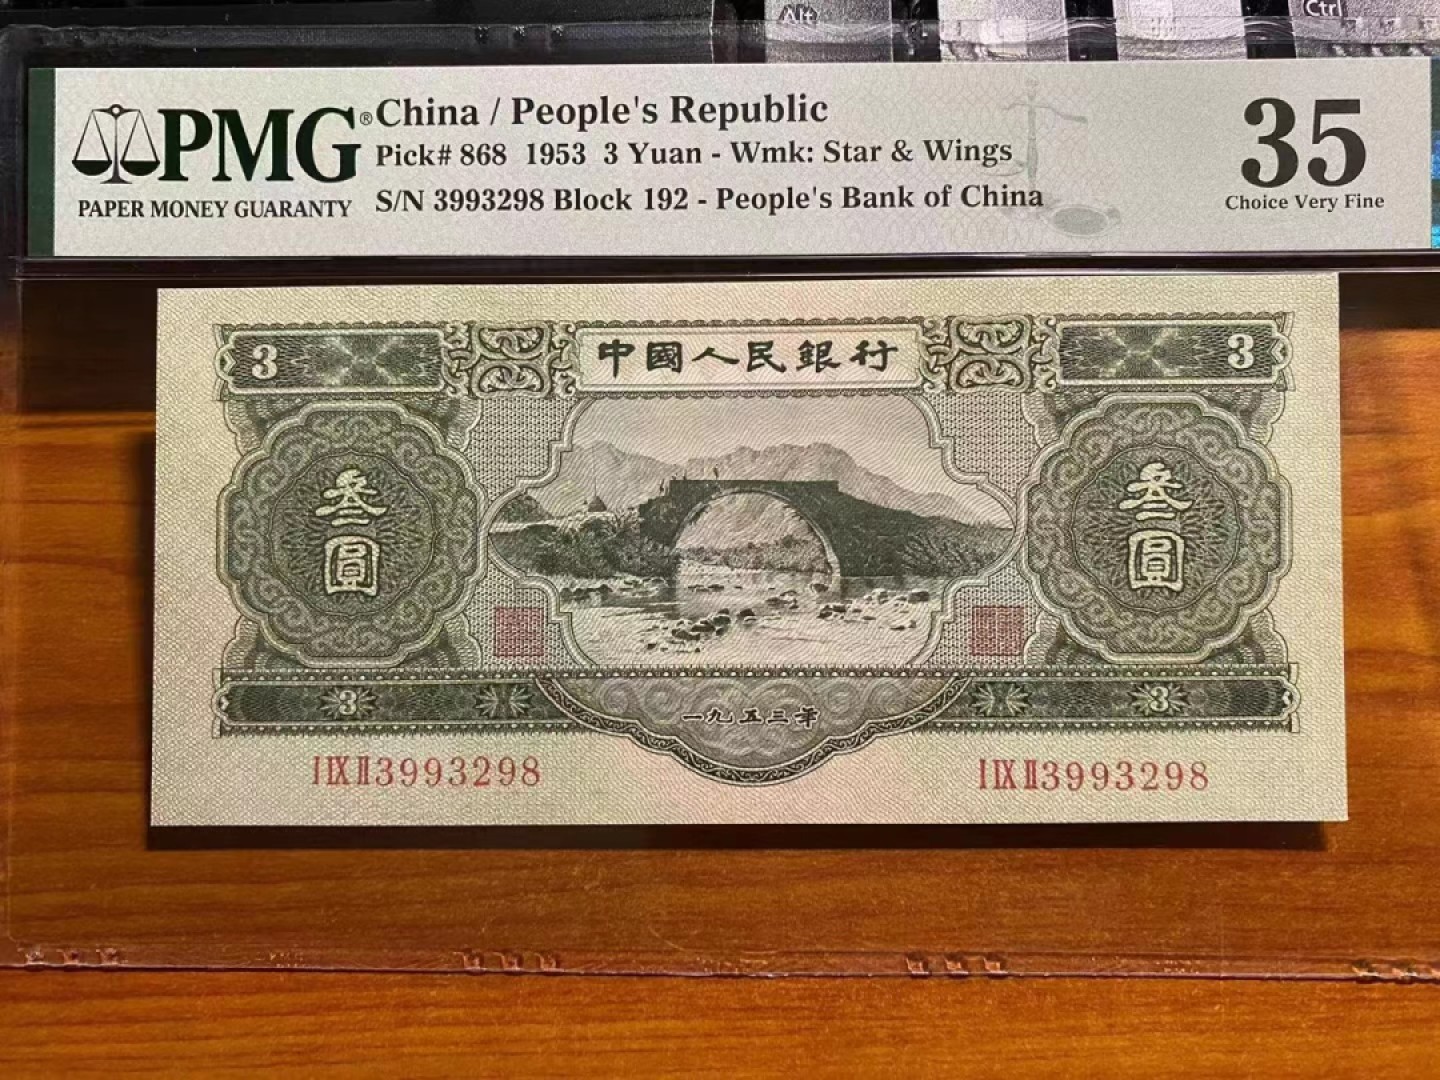 Alt
Ctrl
PMG®
PAPER MONEY GUARANTY
China / People's Republic
Pick# 868 1953 3 Yuan - Wmk: Star & Wings
S/N 3993298 Block 192 - People's Bank of China
35
Choice Very Fine
3 中國人民銀行 3
叁圓 叁圓
3 一九五三年 3
I IX II 3993298 I IX II 3993298